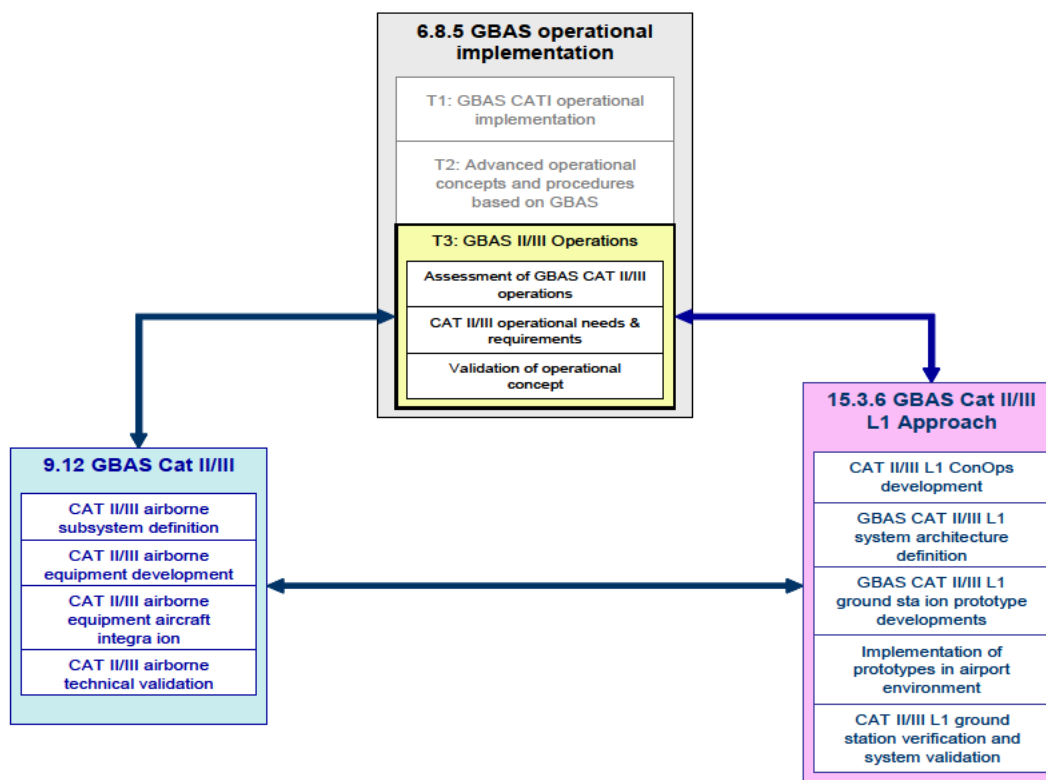 6.8.5 GBAS operational
implementation
T1: GBAS CATI operational
implementation
T2: Advanced operational
concepts and procedures
based on GBAS
T3: GBAS II/III Operations
Assessment of GBAS CAT II/III
operations
CAT II/III operational needs &
requirements
Validation of operational
concept
9.12 GBAS Cat II/III
CAT II/III airborne
subsystem definition
CAT II/III airborne
equipment development
CAT II/III airborne
equipment aircraft
integra ion
CAT II/III airborne
technical validation
15.3.6 GBAS Cat II/III
L1 Approach
CAT II/III L1 ConOps
development
GBAS CAT II/III L1
system architecture
definition
GBAS CAT II/III L1
ground sta ion prototype
developments
Implementation of
prototypes in airport
environment
CAT II/III L1 ground
station verification and
system validation